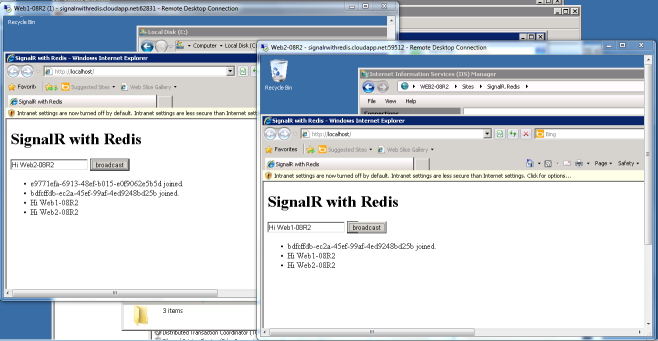 Web1-08R2 (1) - signalrwithredis.cloudapp.net:62831 - Remote Desktop Connection
Recycle Bin
Local Disk (C:)
Computer
Local Disk (C:)
SignalR with Redis - Windows Internet Explorer
http://localhost/
Favorites
Suggested Sites
Web Slice Gallery
SignalR with Redis
Intranet settings are now turned off by default. Intranet settings are less secure than Internet
SignalR with Redis
Hi Web2-08R2
broadcast
e9771efa-6913-48ef-b015-e0f9062e5b5d joined.
bdfcffdb-ec2a-45ef-99af-4ed9248bd25b joined.
Hi Web1-08R2
Hi Web2-08R2
3 items
Distributed Transaction Coordinator
Web2-08R2 - signalrwithredis.cloudapp.net:59512 - Remote Desktop Connection
Recycle Bin
Internet Information Services (IIS) Manager
WEB2-08R2
Sites
SignalR.Redis
File View Help
Connections
SignalR with Redis - Windows Internet Explorer
http://localhost/
Bing
Favorites
Suggested Sites
Web Slice Gallery
SignalR with Redis
Page
Safety
Intranet settings are now turned off by default. Intranet settings are less secure than Internet settings. Click for options...
SignalR with Redis
Hi Web1-08R2
broadcast
bdfcffdb-ec2a-45ef-99af-4ed9248bd25b joined.
Hi Web1-08R2
Hi Web2-08R2